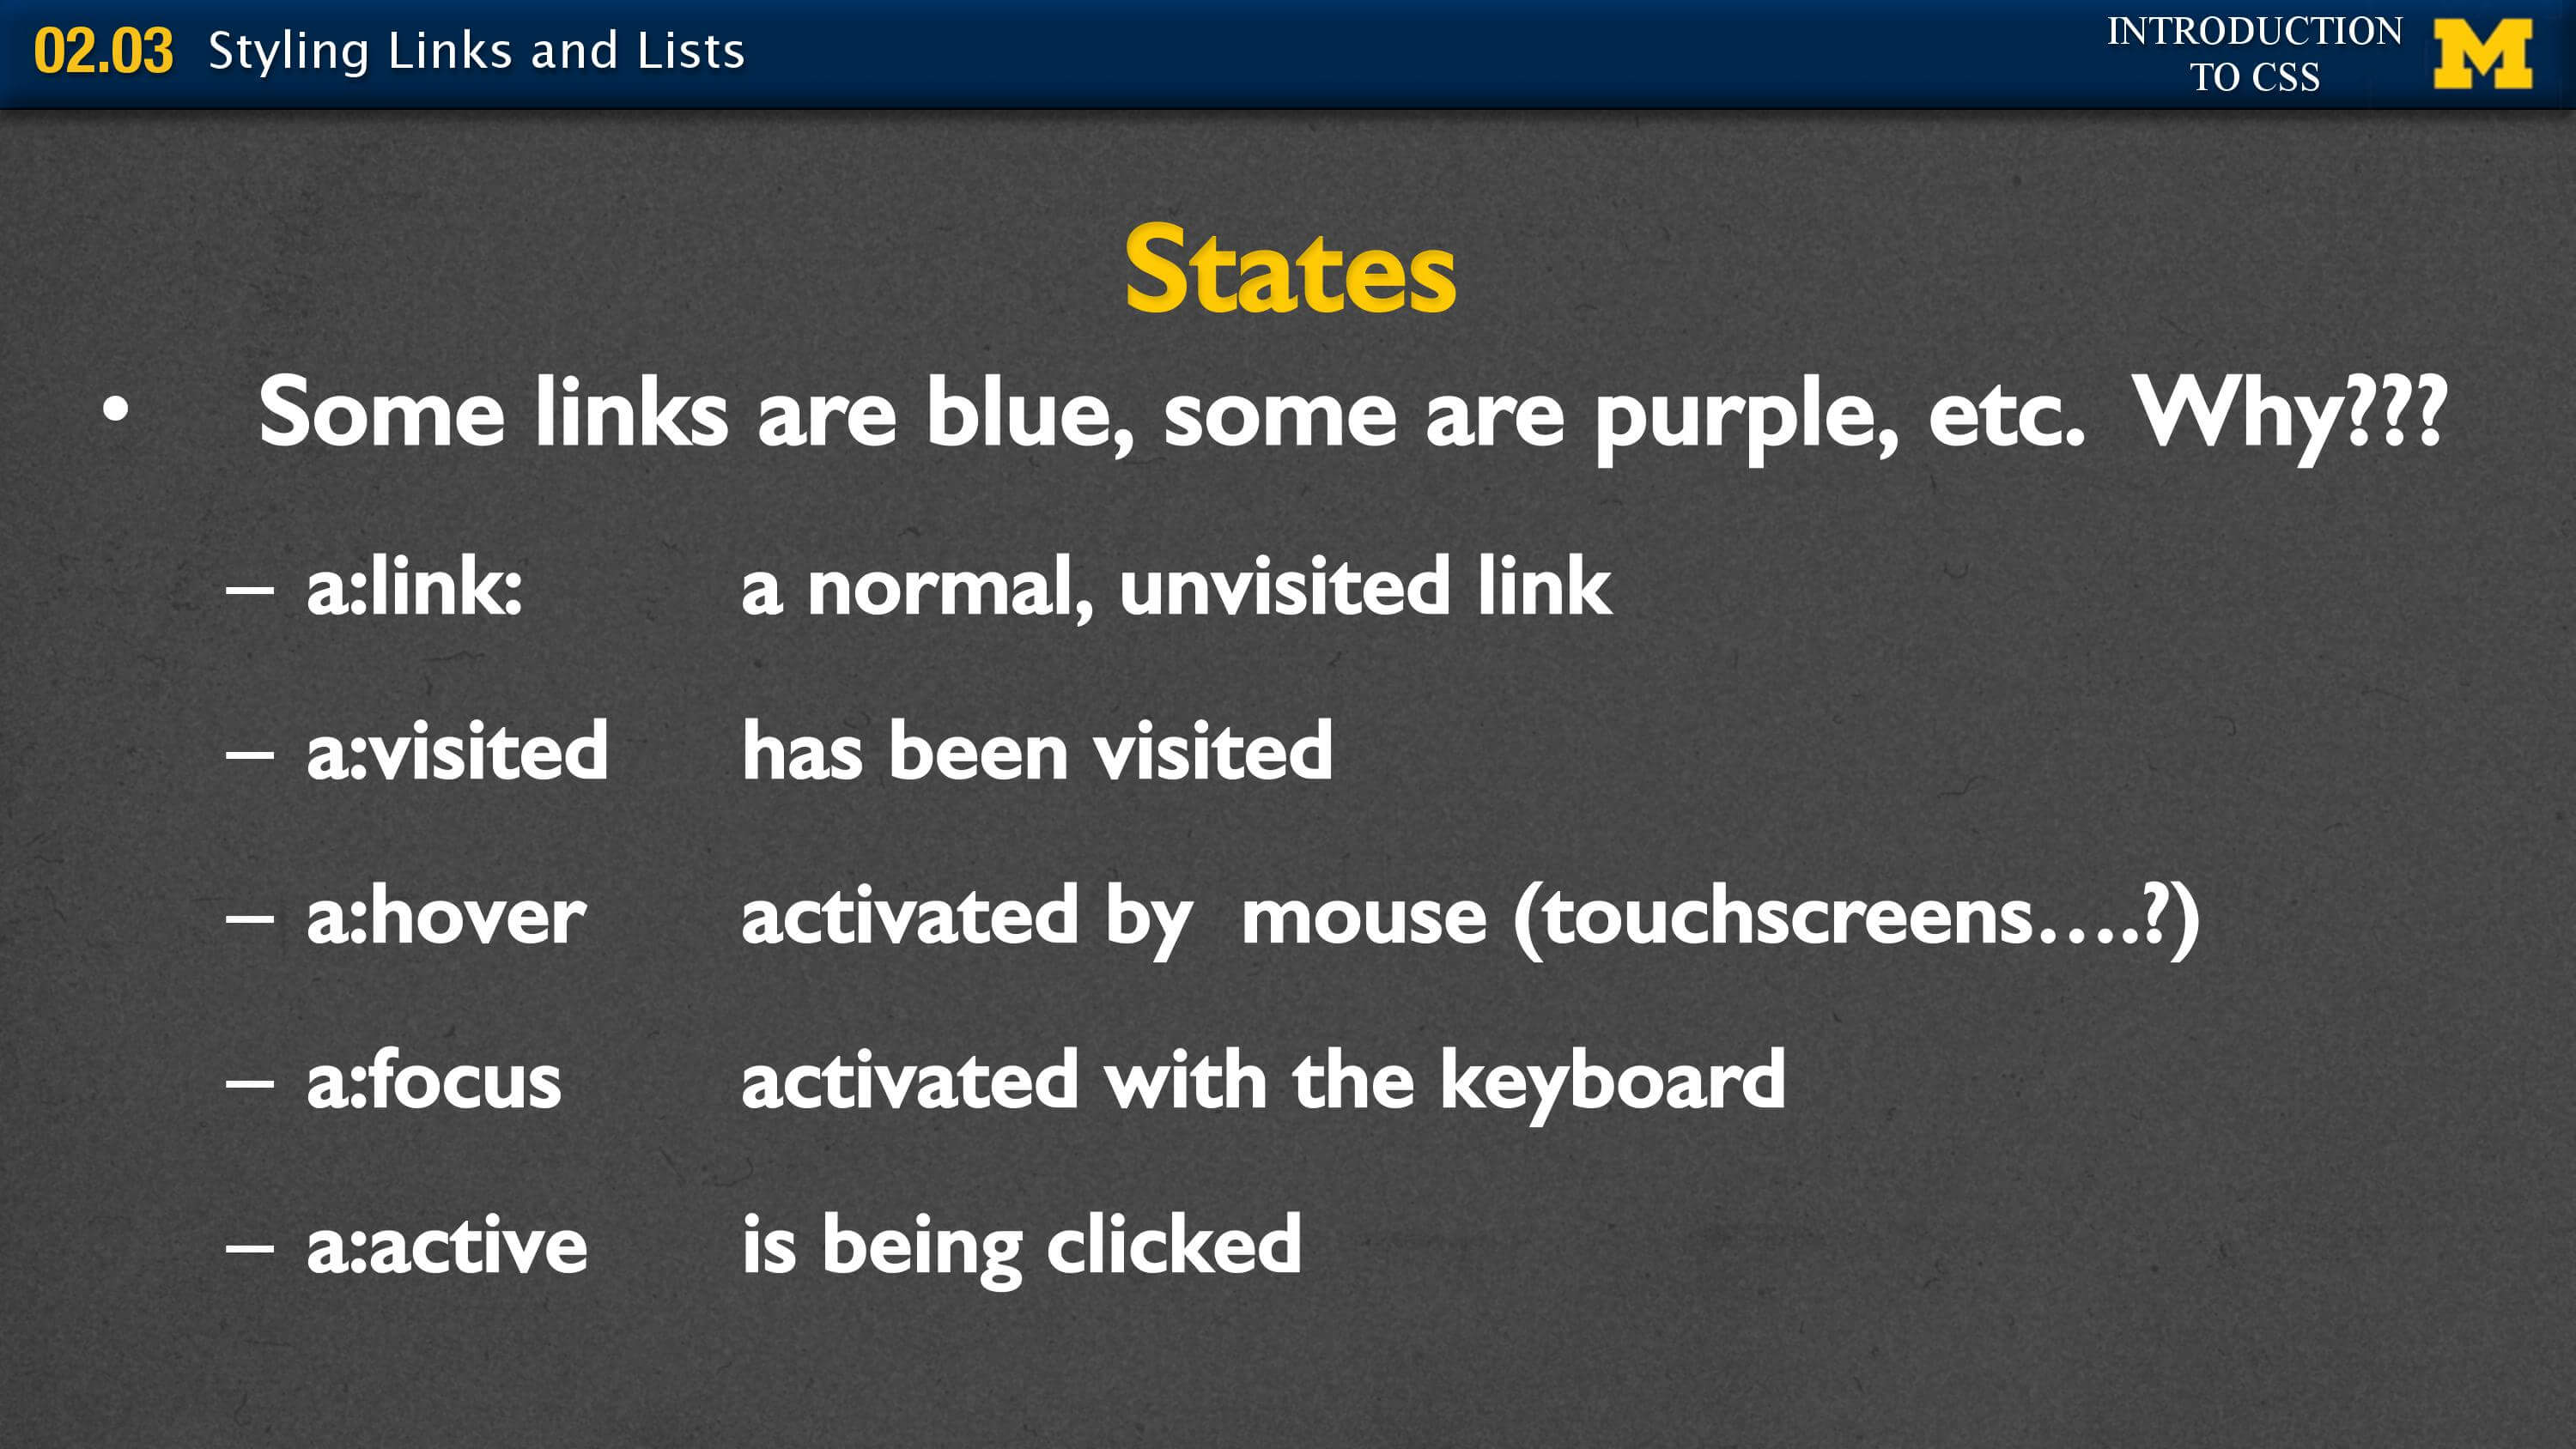 02.03 Styling Links and Lists
INTRODUCTION
TO CSS
M
States
• Some links are blue, some are purple, etc.  Why???
– a:link: a normal, unvisited link
– a:visited has been visited
– a:hover activated by  mouse (touchscreens….?)
– a:focus activated with the keyboard
– a:active is being clicked